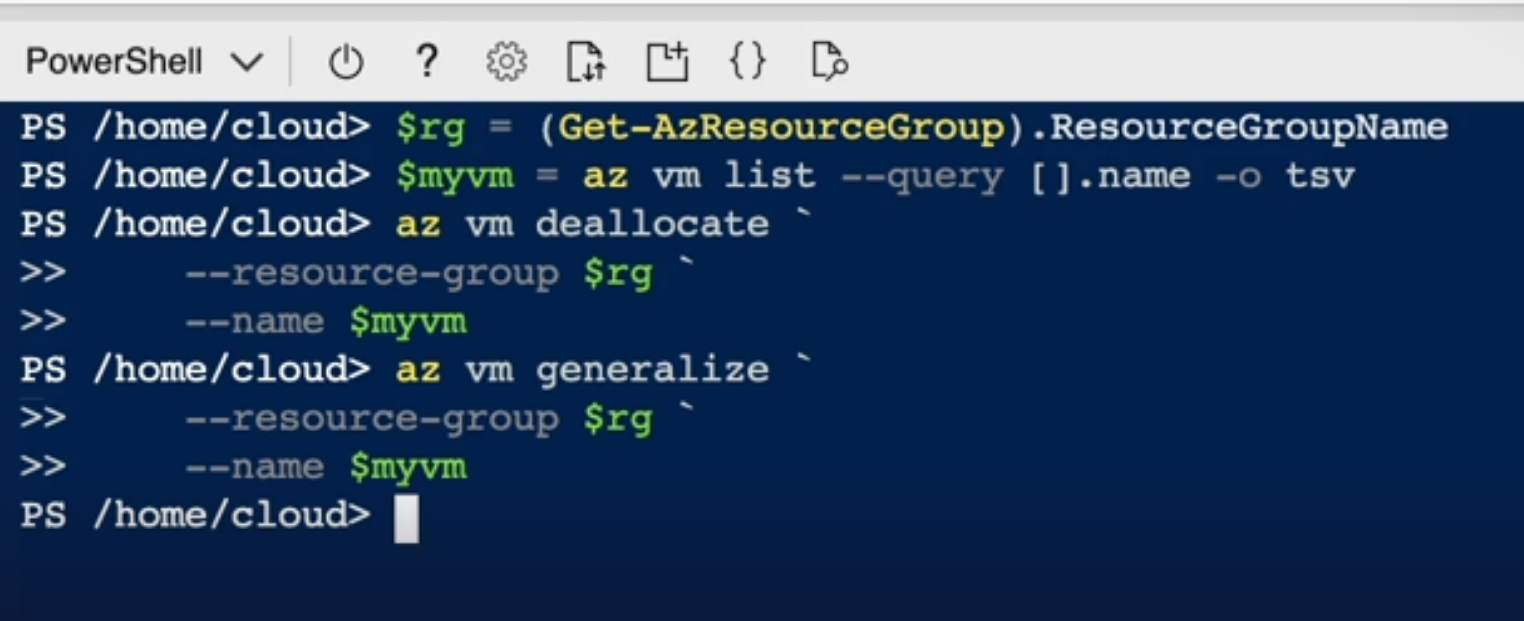 PowerShell
PS /home/cloud> $rg = (Get-AzResourceGroup).ResourceGroupName
PS /home/cloud> $myvm = az vm list --query [].name -o tsv
PS /home/cloud> az vm deallocate `
>>     --resource-group $rg `
>>     --name $myvm
PS /home/cloud> az vm generalize `
>>     --resource-group $rg `
>>     --name $myvm
PS /home/cloud>